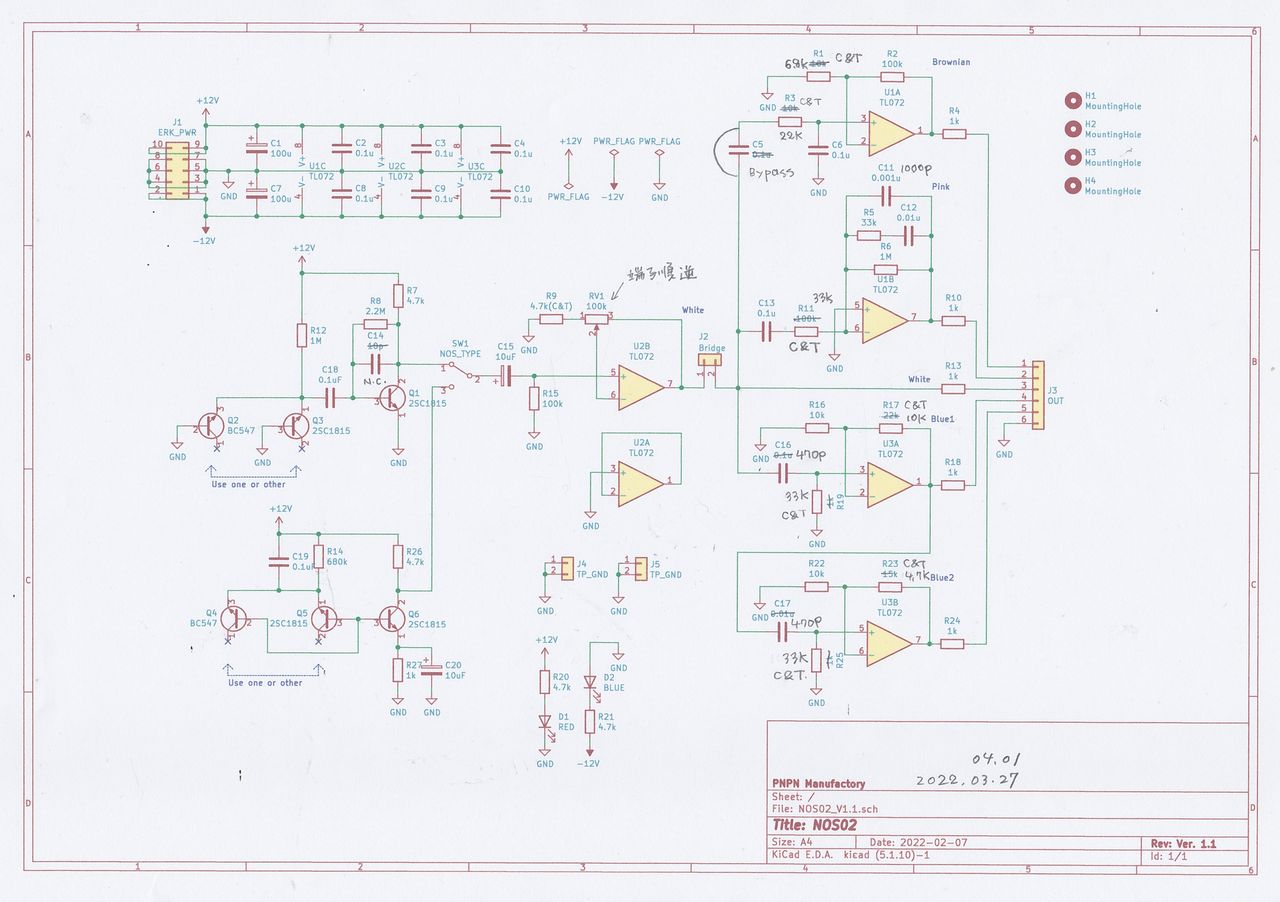 1 2 3 4 5 6
A
B
C
D
J1
ERK_PWR
10 9
8 7
6 5
4 3
2 1
+12V
-12V
GND
C1
100u
C7
100u
U1C
TL072
C2
0.1u
C8
0.1u
U2C
TL072
C3
0.1u
C9
0.1u
U3C
TL072
C4
0.1u
C10
0.1u
8
V+
V-
4
+12V
PWR_FLAG
PWR_FLAG
-12V
PWR_FLAG
GND
+12V
R12
1M
R7
4.7k
R8
2.2M
C14
10p
N.C.
C18
0.1uF
Q1
2SC1815
Q2
BC547
Q3
2SC1815
GND
GND
GND
Use one or other
SW1
NOS_TYPE
C15
10uF
R15
100k
GND
R9
4.7k(C&T)
GND
RV1
100k
端子順逆
U2B
TL072
White
J2
Bridge
U2A
TL072
GND
+12V
C19
0.1uF
R14
680k
R26
4.7k
Q4
BC547
Q5
2SC1815
Q6
2SC1815
R27
1k
C20
10uF
GND
GND
Use one or other
J4
TP_GND
GND
J5
TP_GND
GND
+12V
R20
4.7k
D1
RED
GND
GND
D2
BLUE
R21
4.7k
-12V
R1 C&T
68k 10k
R2
100k
Brownian
GND
R3 C&T
10k
22K
U1A
TL072
R4
1k
C5
0.1u
Bypass
C6
0.1u
GND
C11 1000p
0.001u
Pink
R5
33k
C12
0.01u
R6
1M
U1B
TL072
C13
0.1u
33K
R11
100k
C&T
GND
R10
1k
White
R13
1k
R16
10k
R17 C&T
22k 10K
Blue1
GND
C16
0.1u 470P
U3A
TL072
33K
C&T
R19
GND
R18
1k
R22
10k
R23 C&T
15k 4.7K
Blue2
GND
C17
0.01u
470P
U3B
TL072
33K
C&T.
R25
GND
R24
1k
J3
OUT
1
2
3
4
5
6
GND
H1
MountingHole
H2
MountingHole
H3
MountingHole
H4
MountingHole
04.01
2022.03.27
PNPN Manufactory
Sheet: /
File: NOS02_V1.1.sch
Title: NOS02
Size: A4 Date: 2022-02-07 Rev: Ver. 1.1
KiCad E.D.A. kicad (5.1.10)-1 Id: 1/1